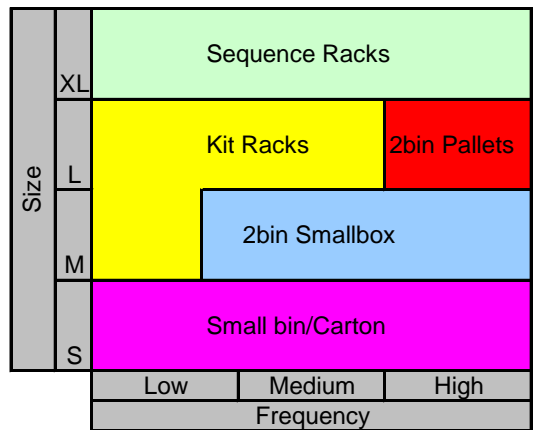 Size
XL
Sequence Racks
L
Kit Racks
2bin Pallets
M
2bin Smallbox
S
Small bin/Carton
Low
Medium
High
Frequency